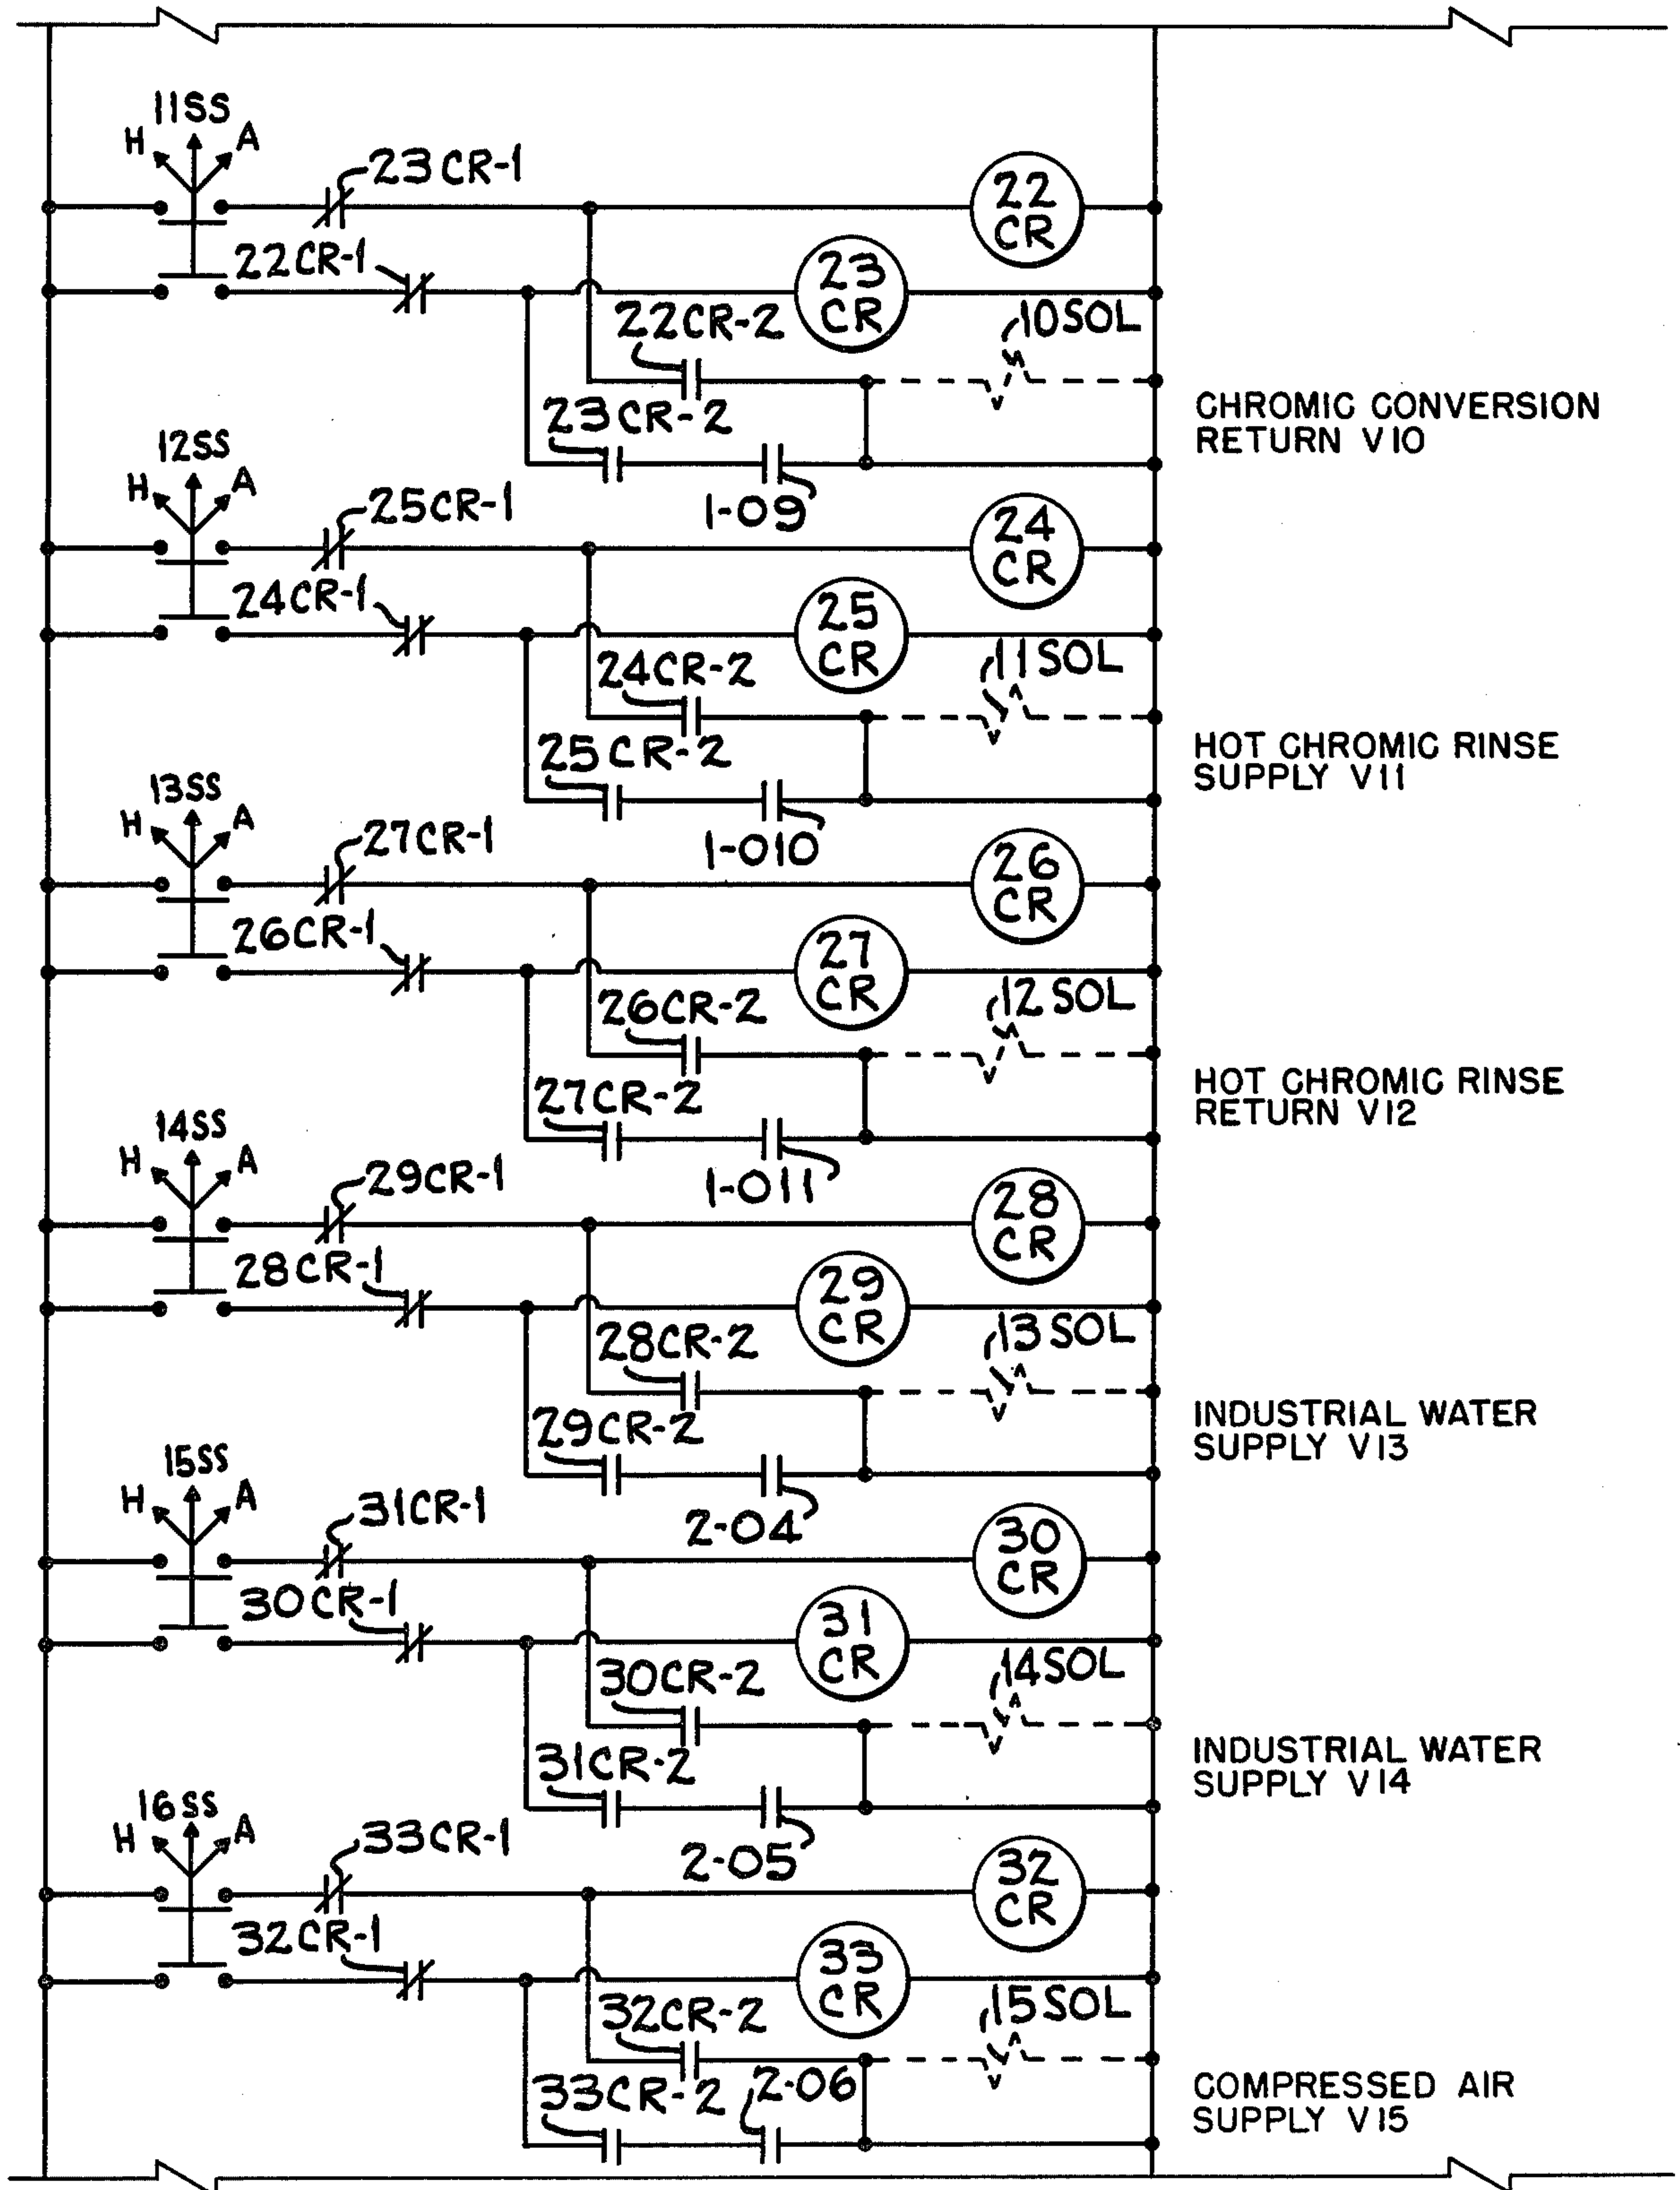 11SS
H A
23CR-1
22
CR
22CR-1
23
CR
22CR-2
10SOL
23CR-2
1-09
CHROMIC CONVERSION
RETURN V10
12SS
H A
25CR-1
24
CR
24CR-1
25
CR
24CR-2
11SOL
25CR-2
1-010
HOT CHROMIC RINSE
SUPPLY V11
13SS
H A
27CR-1
26
CR
26CR-1
27
CR
26CR-2
12SOL
27CR-2
1-011
HOT CHROMIC RINSE
RETURN V12
14SS
H A
29CR-1
28
CR
28CR-1
29
CR
28CR-2
13SOL
29CR-2
2-04
INDUSTRIAL WATER
SUPPLY V13
15SS
H A
31CR-1
30
CR
30CR-1
31
CR
30CR-2
14SOL
31CR-2
2-05
INDUSTRIAL WATER
SUPPLY V14
16SS
H A
33CR-1
32
CR
32CR-1
33
CR
32CR-2
15SOL
33CR-2
2-06
COMPRESSED AIR
SUPPLY V15